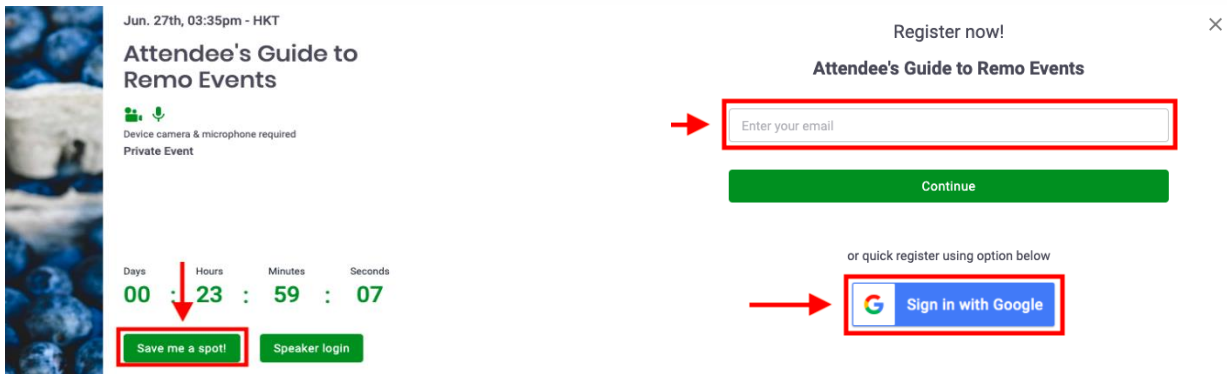 Jun. 27th, 03:35pm - HKT
Attendee's Guide to
Remo Events
Device camera & microphone required
Private Event
Days Hours Minutes Seconds
00 : 23 : 59 : 07
Save me a spot! Speaker login
Register now!
Attendee's Guide to Remo Events
Enter your email
Continue
or quick register using option below
G Sign in with Google